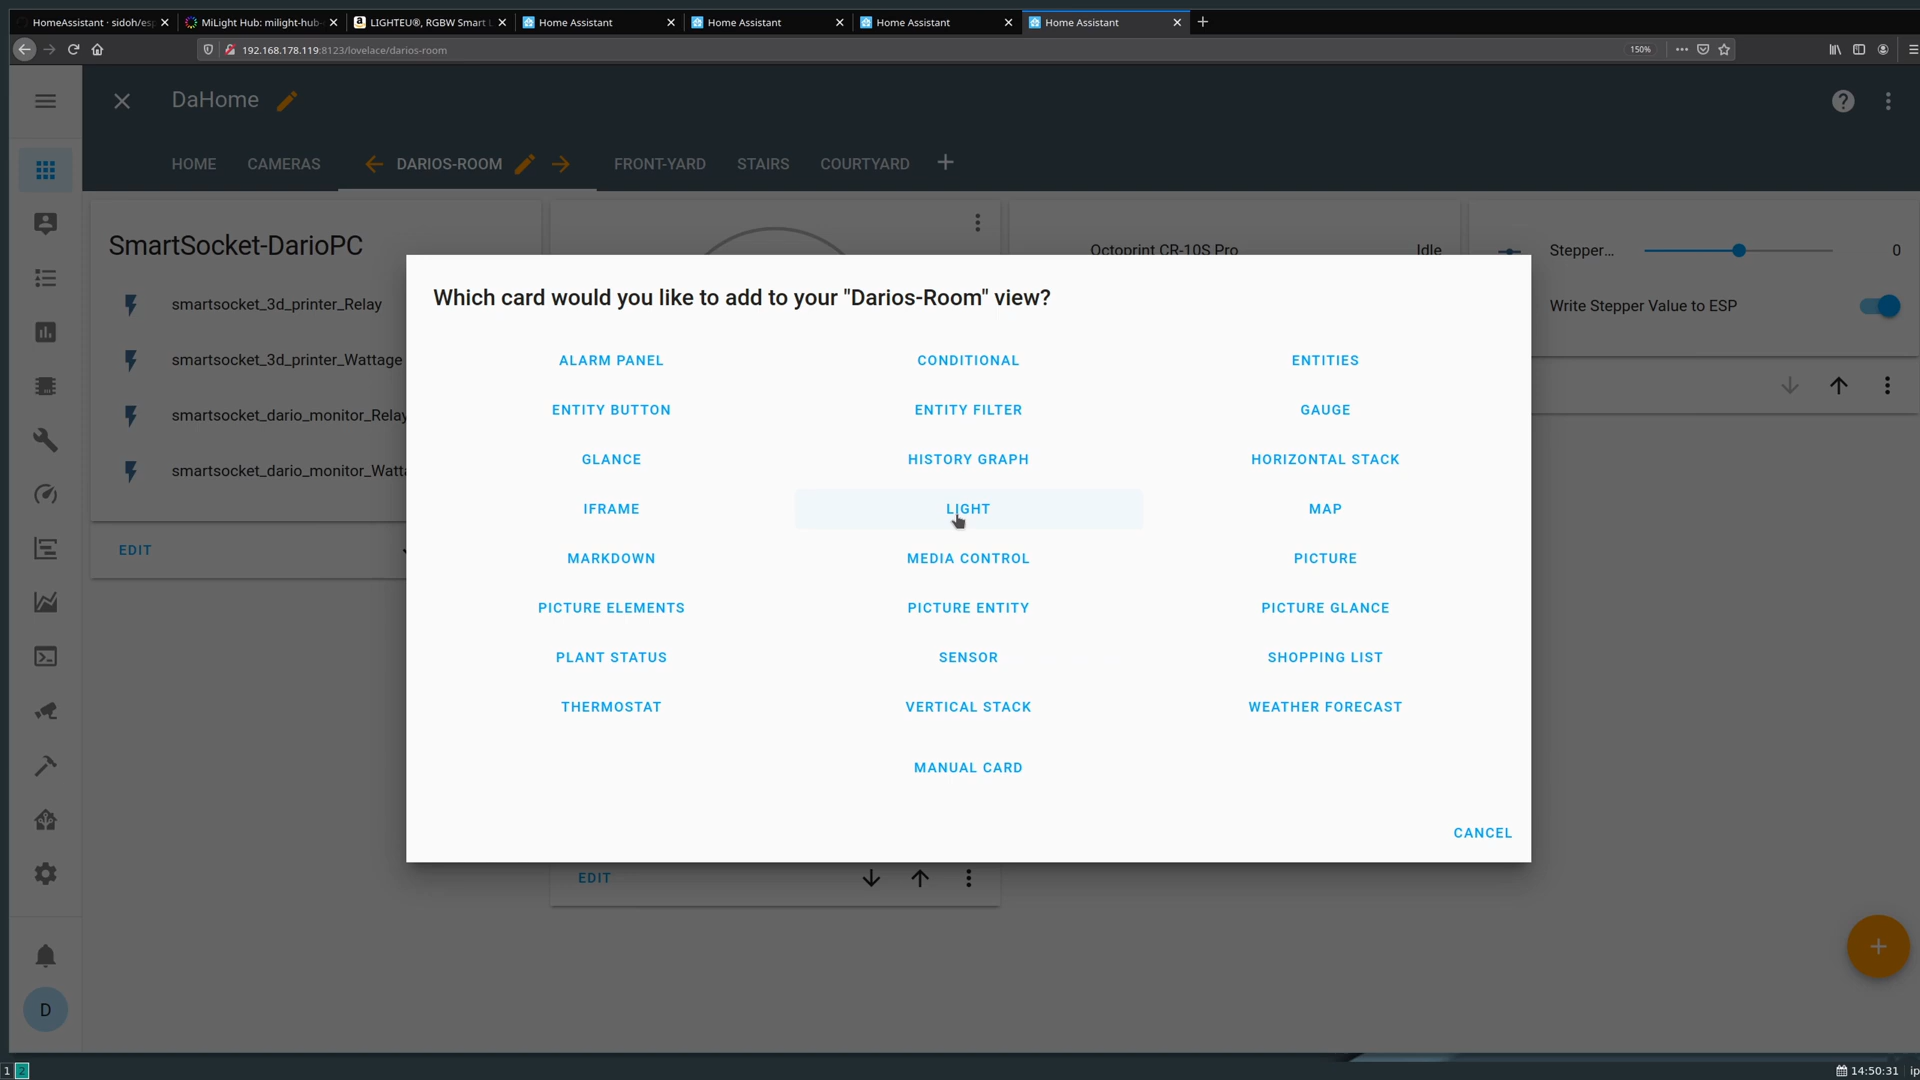 HomeAssistant · sidoh/es
MiLight Hub: milight-hub-
LIGHTEU®, RGBW Smart L
Home Assistant
Home Assistant
Home Assistant
Home Assistant
192.168.178.119:8123/lovelace/darios-room
150%
DaHome
HOME
CAMERAS
DARIOS-ROOM
FRONT-YARD
STAIRS
COURTYARD
SmartSocket-DarioPC
smartsocket_3d_printer_Relay
smartsocket_3d_printer_Wattage
smartsocket_dario_monitor_Relay
smartsocket_dario_monitor_Watta
EDIT
Octoprint CR-10S Pro
Idle
Stepper...
0
Write Stepper Value to ESP
Which card would you like to add to your "Darios-Room" view?
ALARM PANEL
CONDITIONAL
ENTITIES
ENTITY BUTTON
ENTITY FILTER
GAUGE
GLANCE
HISTORY GRAPH
HORIZONTAL STACK
IFRAME
LIGHT
MAP
MARKDOWN
MEDIA CONTROL
PICTURE
PICTURE ELEMENTS
PICTURE ENTITY
PICTURE GLANCE
PLANT STATUS
SENSOR
SHOPPING LIST
THERMOSTAT
VERTICAL STACK
WEATHER FORECAST
MANUAL CARD
CANCEL
EDIT
D
1 2
14:50:31
ip